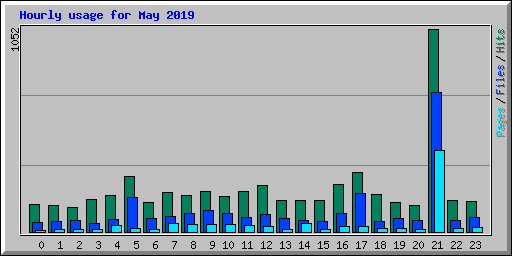 Hourly usage for May 2019
1052
Pages/Files/Hits
0 1 2 3 4 5 6 7 8 9 10 11 12 13 14 15 16 17 18 19 20 21 22 23